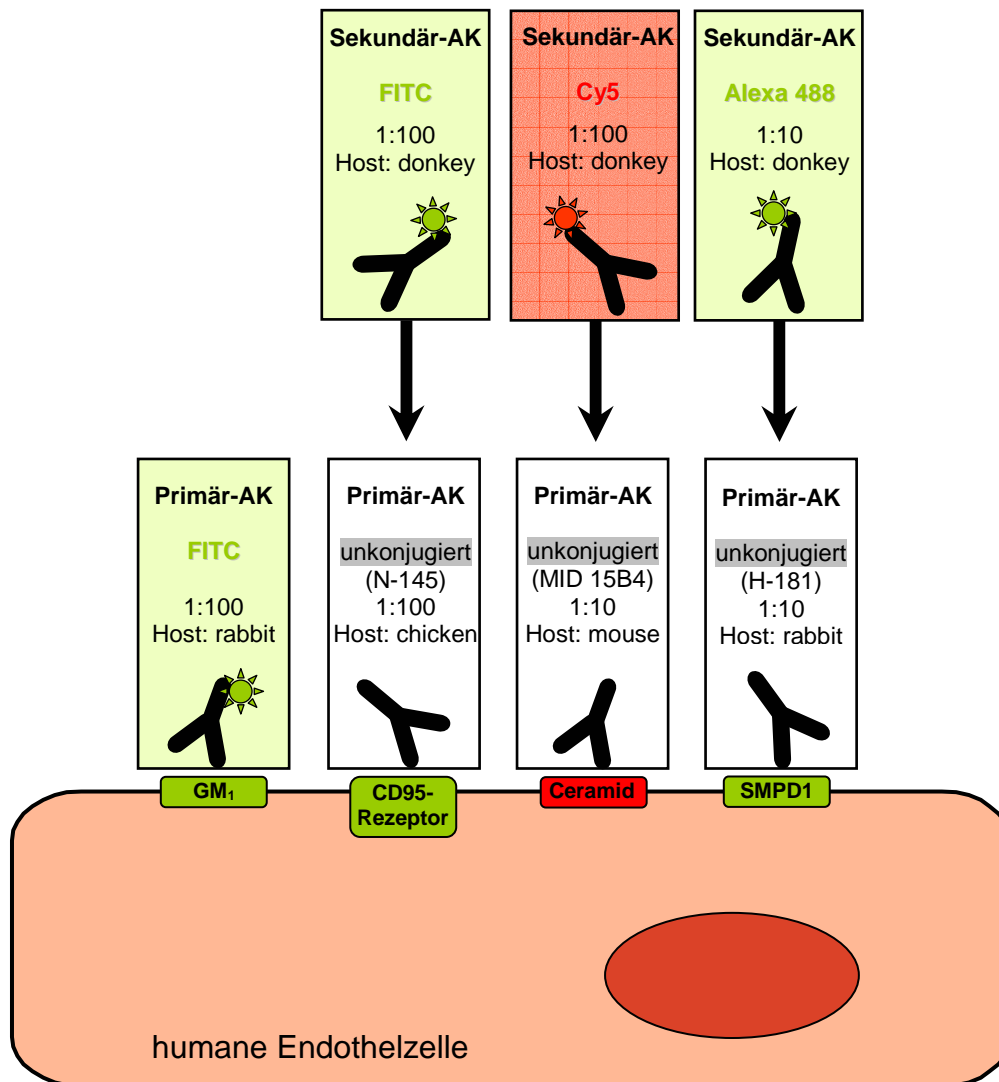 Sekundär-AK
FITC
1:100
Host: donkey
Sekundär-AK
Cy5
1:100
Host: donkey
Sekundär-AK
Alexa 488
1:10
Host: donkey
Primär-AK
FITC
1:100
Host: rabbit
Primär-AK
unkonjugiert
(N-145)
1:100
Host: chicken
Primär-AK
unkonjugiert
(MID 15B4)
1:10
Host: mouse
Primär-AK
unkonjugiert
(H-181)
1:10
Host: rabbit
GM₁
CD95-
Rezeptor
Ceramid
SMPD1
humane Endothelzelle